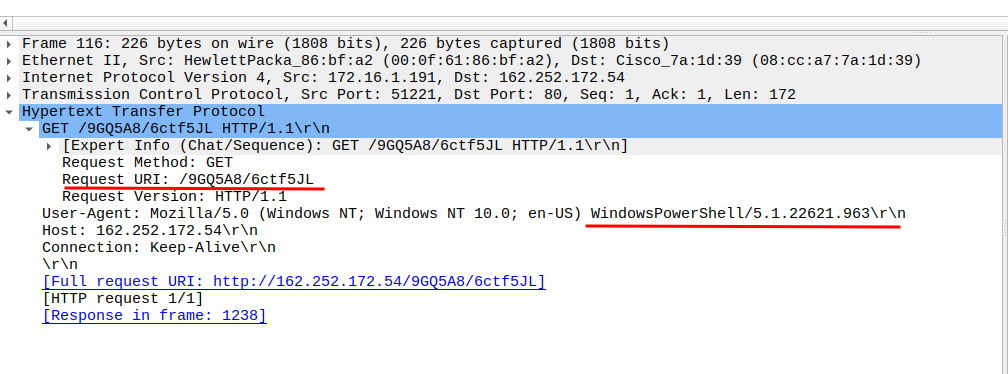 Frame 116: 226 bytes on wire (1808 bits), 226 bytes captured (1808 bits)
Ethernet II, Src: HewlettPacka_86:bf:a2 (00:0f:61:86:bf:a2), Dst: Cisco_7a:1d:39 (08:cc:a7:7a:1d:39)
Internet Protocol Version 4, Src: 172.16.1.191, Dst: 162.252.172.54
Transmission Control Protocol, Src Port: 51221, Dst Port: 80, Seq: 1, Ack: 1, Len: 172
Hypertext Transfer Protocol
GET /9GQ5A8/6ctf5JL HTTP/1.1\r\n
[Expert Info (Chat/Sequence): GET /9GQ5A8/6ctf5JL HTTP/1.1\r\n]
Request Method: GET
Request URI: /9GQ5A8/6ctf5JL
Request Version: HTTP/1.1
User-Agent: Mozilla/5.0 (Windows NT; Windows NT 10.0; en-US) WindowsPowerShell/5.1.22621.963\r\n
Host: 162.252.172.54\r\n
Connection: Keep-Alive\r\n
\r\n
[Full request URI: http://162.252.172.54/9GQ5A8/6ctf5JL]
[HTTP request 1/1]
[Response in frame: 1238]